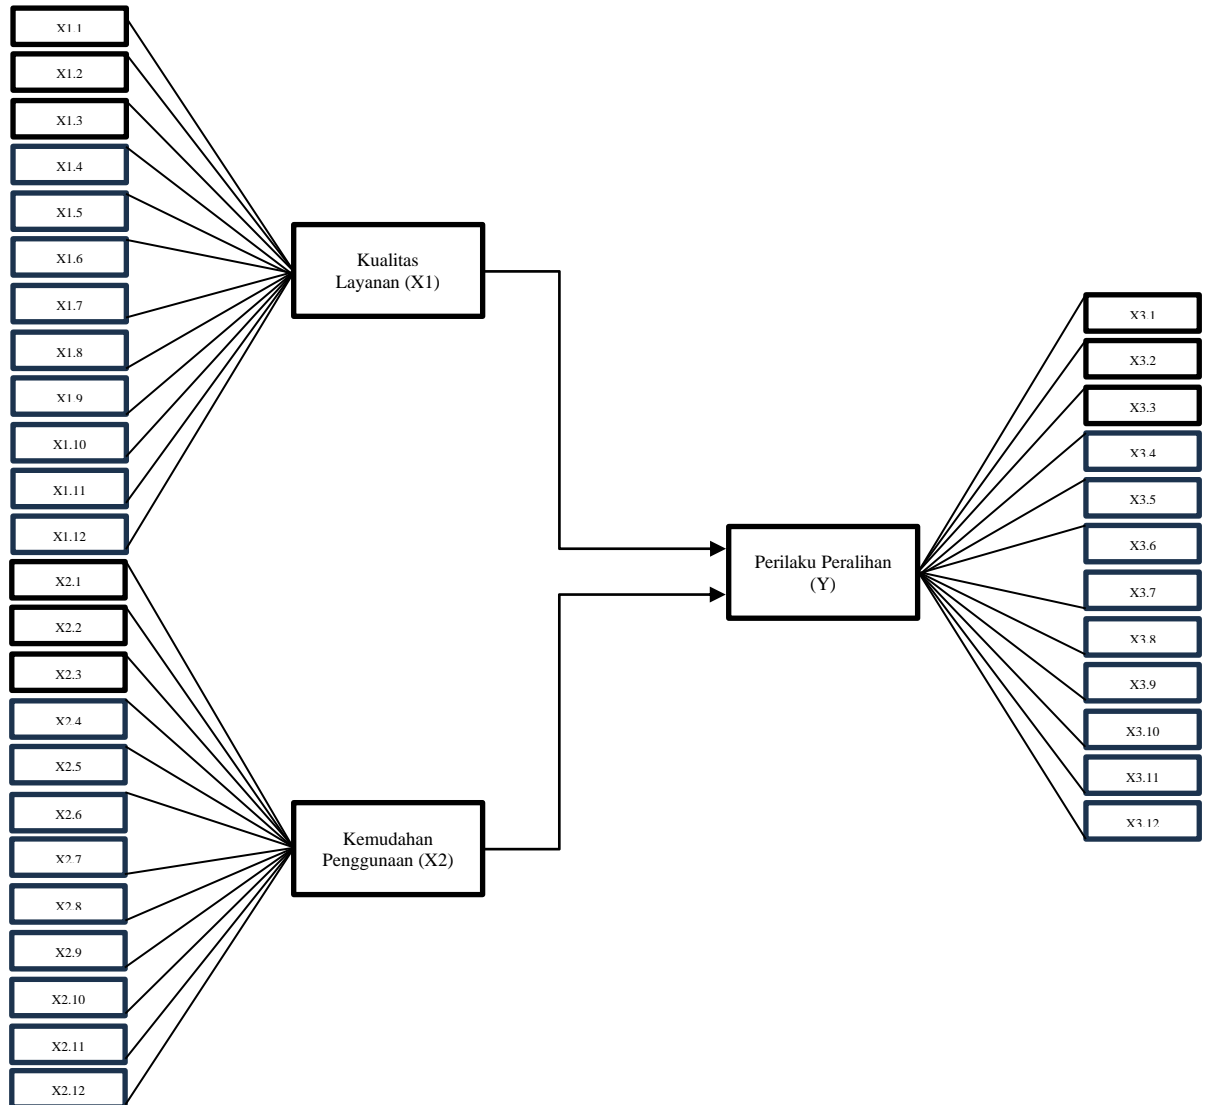 X1.1
X1.2
X1.3
X1.4
X1.5
X1.6
X1.7
X1.8
X1.9
X1.10
X1.11
X1.12
X2.1
X2.2
X2.3
X2.4
X2.5
X2.6
X2.7
X2.8
X2.9
X2.10
X2.11
X2.12
Kualitas
Layanan (X1)
Kemudahan
Penggunaan (X2)
Perilaku Peralihan
(Y)
X3.1
X3.2
X3.3
X3.4
X3.5
X3.6
X3.7
X3.8
X3.9
X3.10
X3.11
X3.12